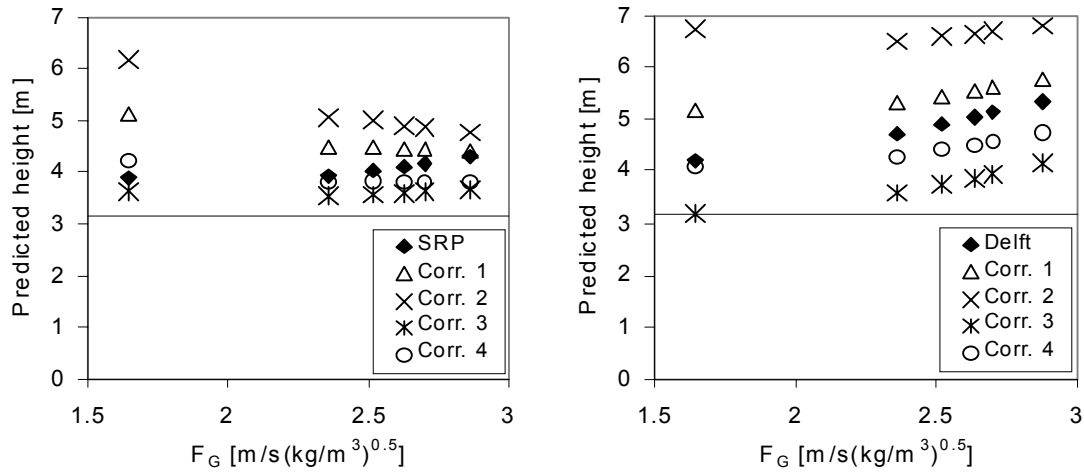 Predicted height [m]
7
6
5
4
3
2
1
0
1.5 2 2.5 3
F_G [m/s(kg/m³)^0.5]
SRP
Corr. 1
Corr. 2
Corr. 3
Corr. 4
Predicted height [m]
7
6
5
4
3
2
1
0
1.5 2 2.5 3
F_G [m/s(kg/m³)^0.5]
Delft
Corr. 1
Corr. 2
Corr. 3
Corr. 4